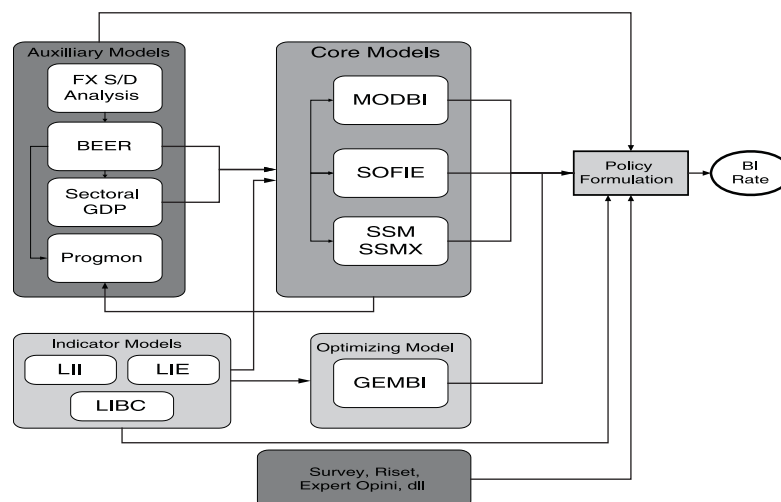 Auxilliary Models
FX S/D
Analysis
BEER
Sectoral
GDP
Progmon
Core Models
MODBI
SOFIE
SSM
SSMX
Policy
Formulation
BI
Rate
Indicator Models
LII
LIE
LIBC
Optimizing Model
GEMBI
Survey, Riset,
Expert Opini, dll